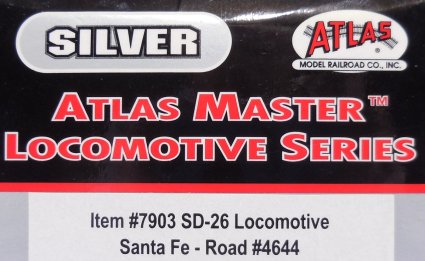 SILVER
ATLAS®
MODEL RAILROAD CO., INC.
ATLAS MASTER™
LOCOMOTIVE SERIES
Item #7903 SD-26 Locomotive
Santa Fe - Road #4644